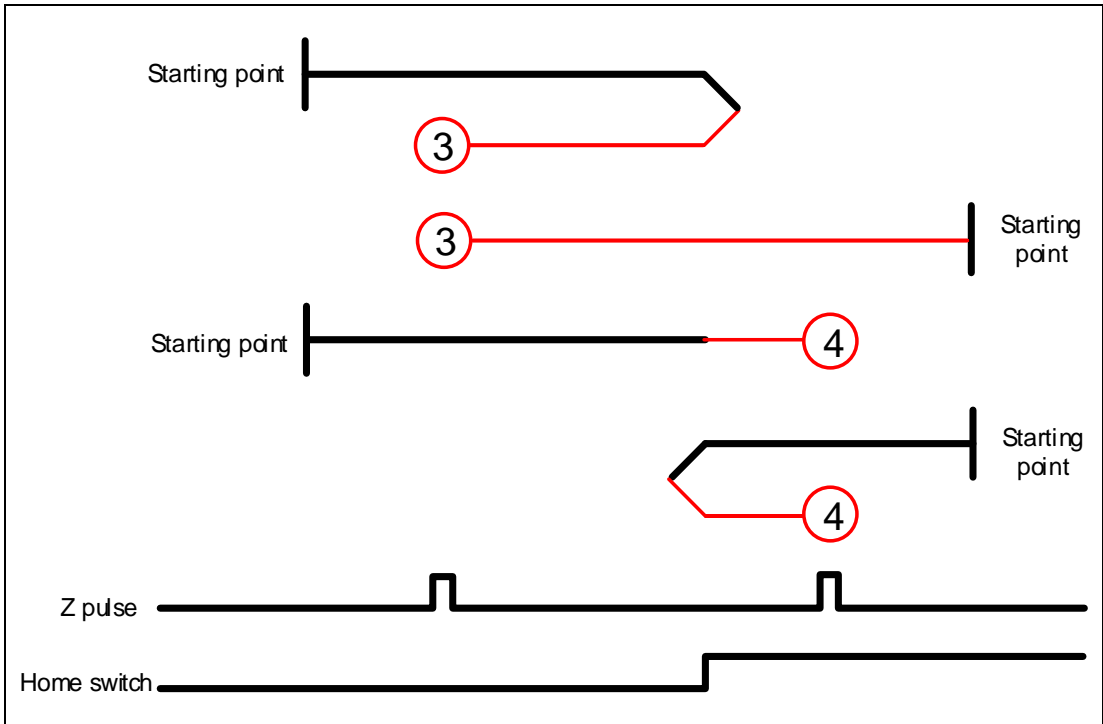 Starting point
3
3
Starting
point
Starting point
4
Starting
point
4
Z pulse
Home switch